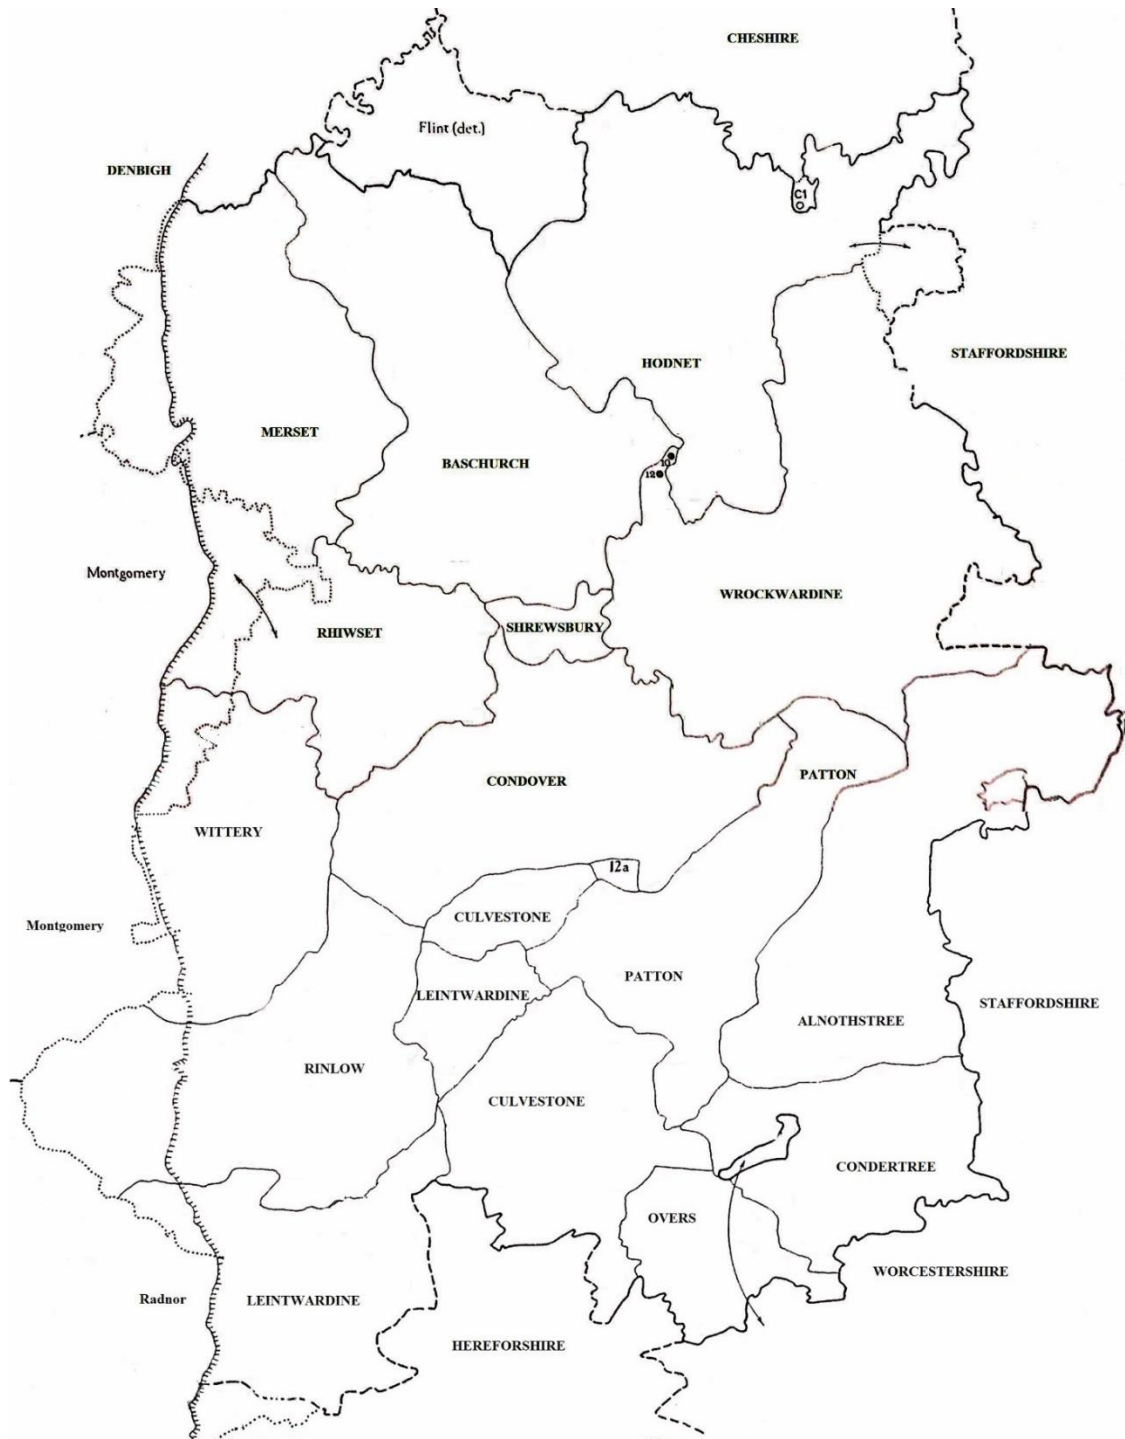 CHESHIRE
Flint (det.)
DENBIGH
C1
HODNET
STAFFORDSHIRE
MERSET
BASCHURCH
10
12
Montgomery
WROCKWARDINE
RHIWSET
SHREWSBURY
CONDOVER
PATTON
WITTERY
12a
CULVESTONE
Montgomery
PATTON
LEINTWARDINE
STAFFORDSHIRE
ALNOTHSTREE
RINLOW
CULVESTONE
CONDERTREE
OVERS
WORCESTERSHIRE
Radnor
LEINTWARDINE
HEREFORSHIRE